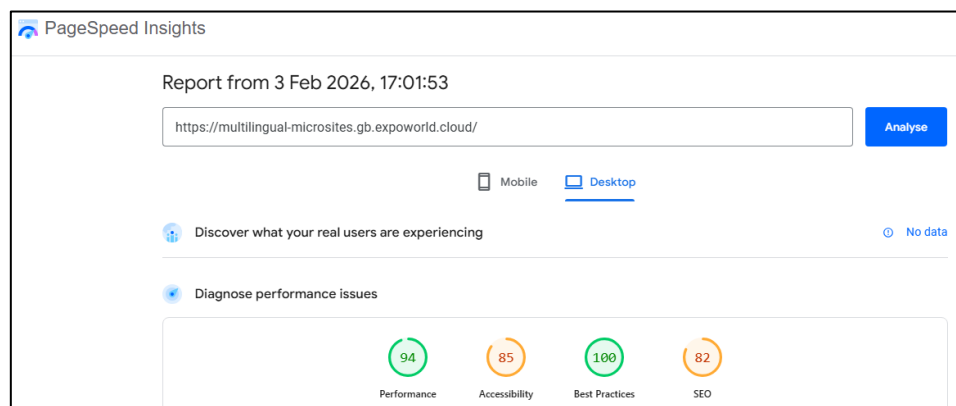 PageSpeed Insights
Report from 3 Feb 2026, 17:01:53
https://multilingual-microsites.gb.expoworld.cloud/
Analyse
Mobile
Desktop
Discover what your real users are experiencing
No data
Diagnose performance issues
94
85
100
82
Performance
Accessibility
Best Practices
SEO